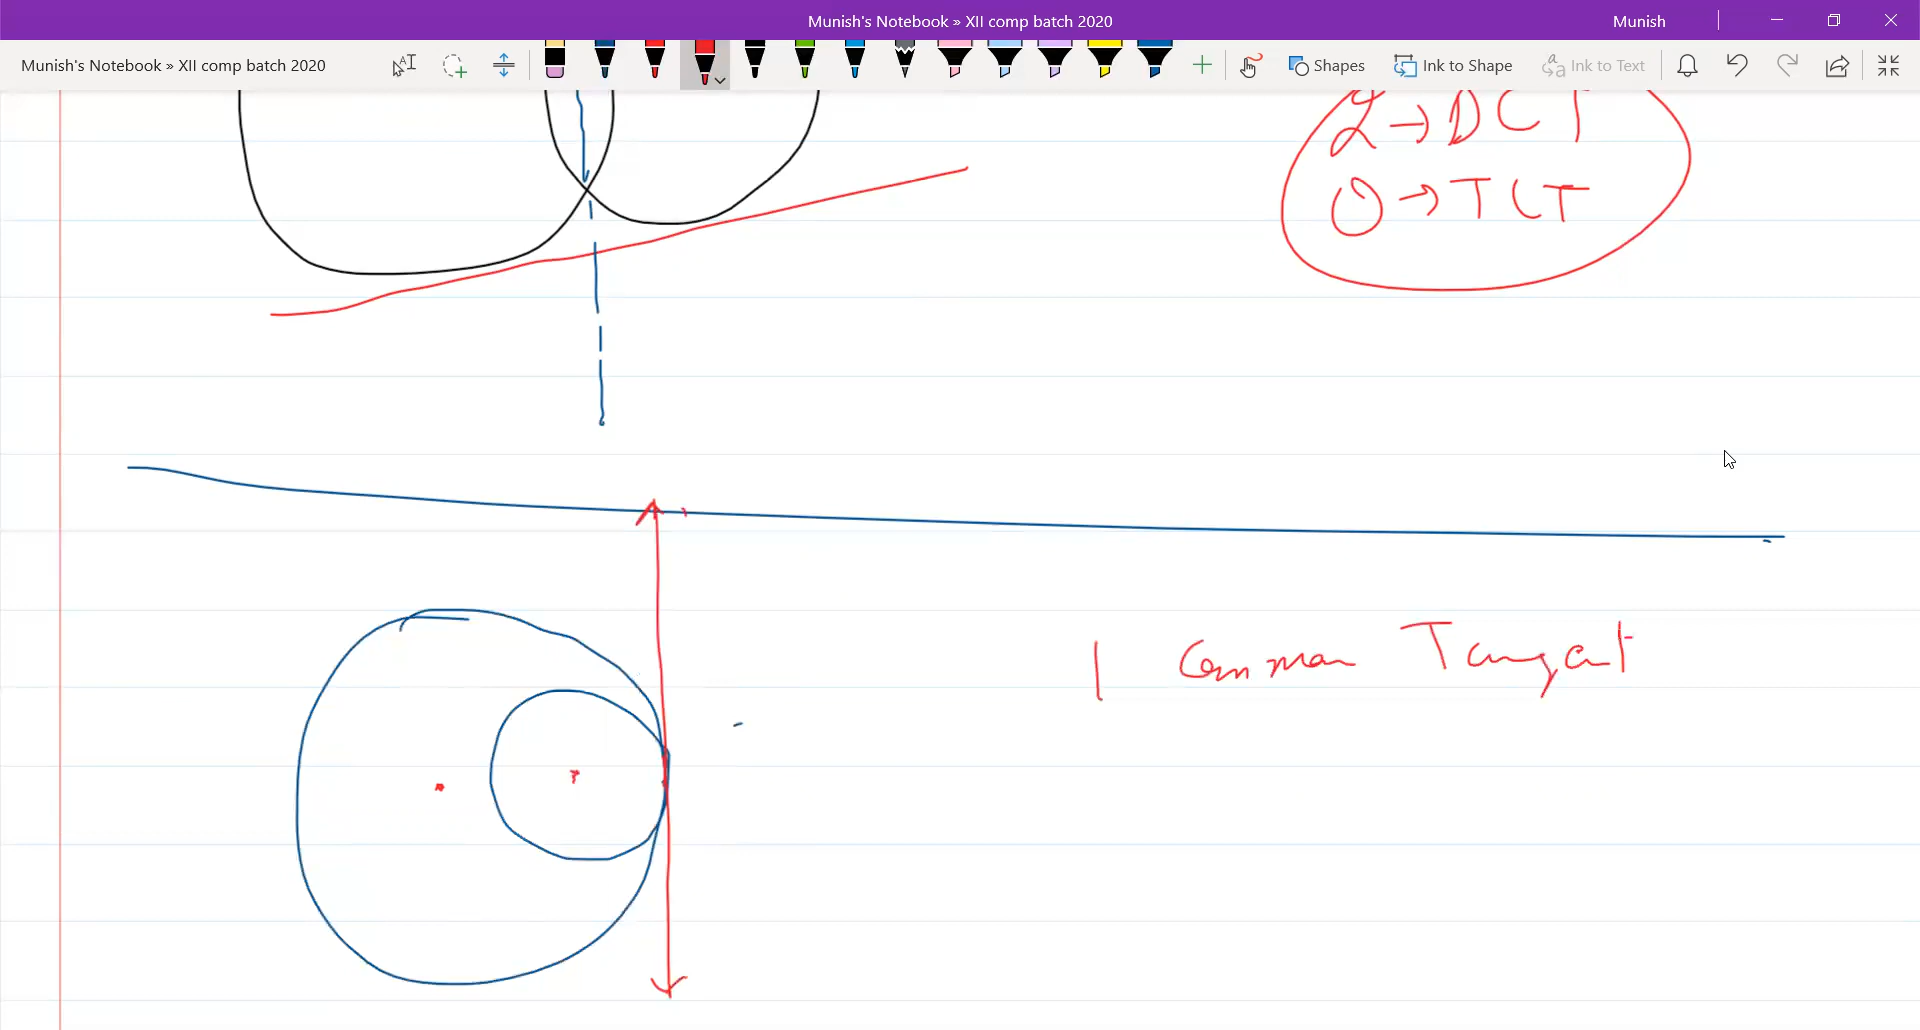 Munish's Notebook » XII comp batch 2020
Munish
Munish's Notebook » XII comp batch 2020
Shapes
Ink to Shape
Ink to Text
2 → DCT
0 → TCT
1 Common Tangent